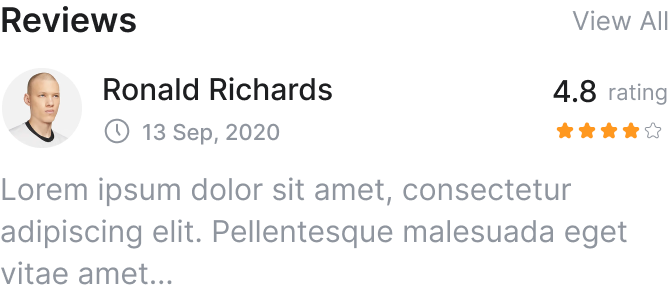 Reviews View All
Ronald Richards 4.8 rating
13 Sep, 2020
Lorem ipsum dolor sit amet, consectetur
adipiscing elit. Pellentesque malesuada eget
vitae amet...